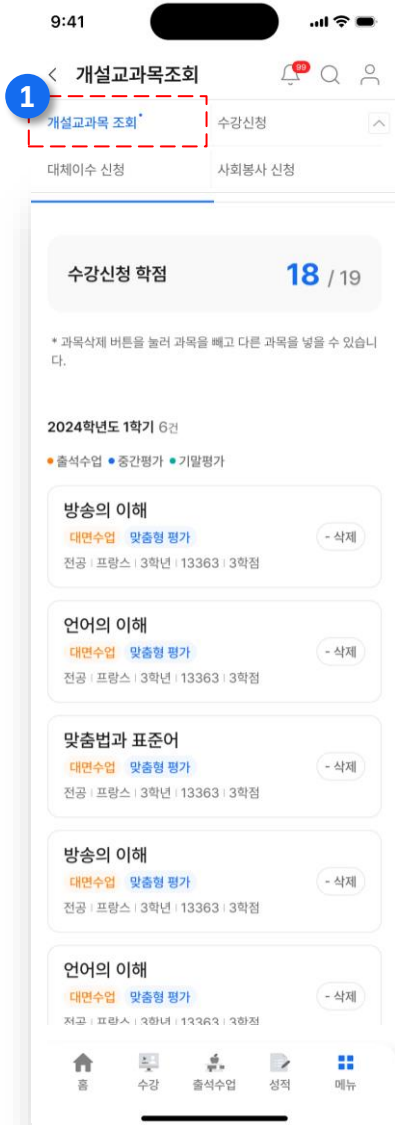 9:41
개설교과목조회
99
1
개설교과목 조회
수강신청
대체이수 신청
사회봉사 신청
수강신청 학점
18 / 19
* 과목삭제 버튼을 눌러 과목을 빼고 다른 과목을 넣을 수 있습니
다.
2024학년도 1학기 6건
출석수업 중간평가 기말평가
방송의 이해
대면수업 맞춤형 평가
- 삭제
전공 | 프랑스 | 3학년 | 13363 | 3학점
언어의 이해
대면수업 맞춤형 평가
- 삭제
전공 | 프랑스 | 3학년 | 13363 | 3학점
맞춤법과 표준어
대면수업 맞춤형 평가
- 삭제
전공 | 프랑스 | 3학년 | 13363 | 3학점
방송의 이해
대면수업 맞춤형 평가
- 삭제
전공 | 프랑스 | 3학년 | 13363 | 3학점
언어의 이해
대면수업 맞춤형 평가
- 삭제
전공 | 프랑스 | 3학년 | 13363 | 3학점
홈 수강 출석수업 성적 메뉴